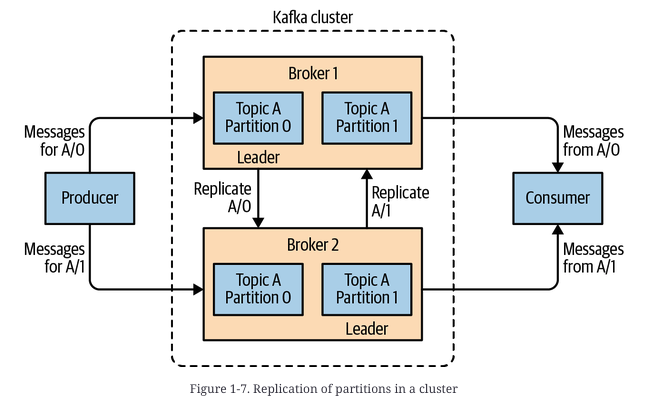 Kafka cluster
Broker 1
Topic A
Partition 0
Topic A
Partition 1
Leader
Messages
for A/0
Messages
from A/0
Producer
Replicate
A/0
Replicate
A/1
Consumer
Messages
for A/1
Messages
from A/1
Broker 2
Topic A
Partition 0
Topic A
Partition 1
Leader
Figure 1-7. Replication of partitions in a cluster